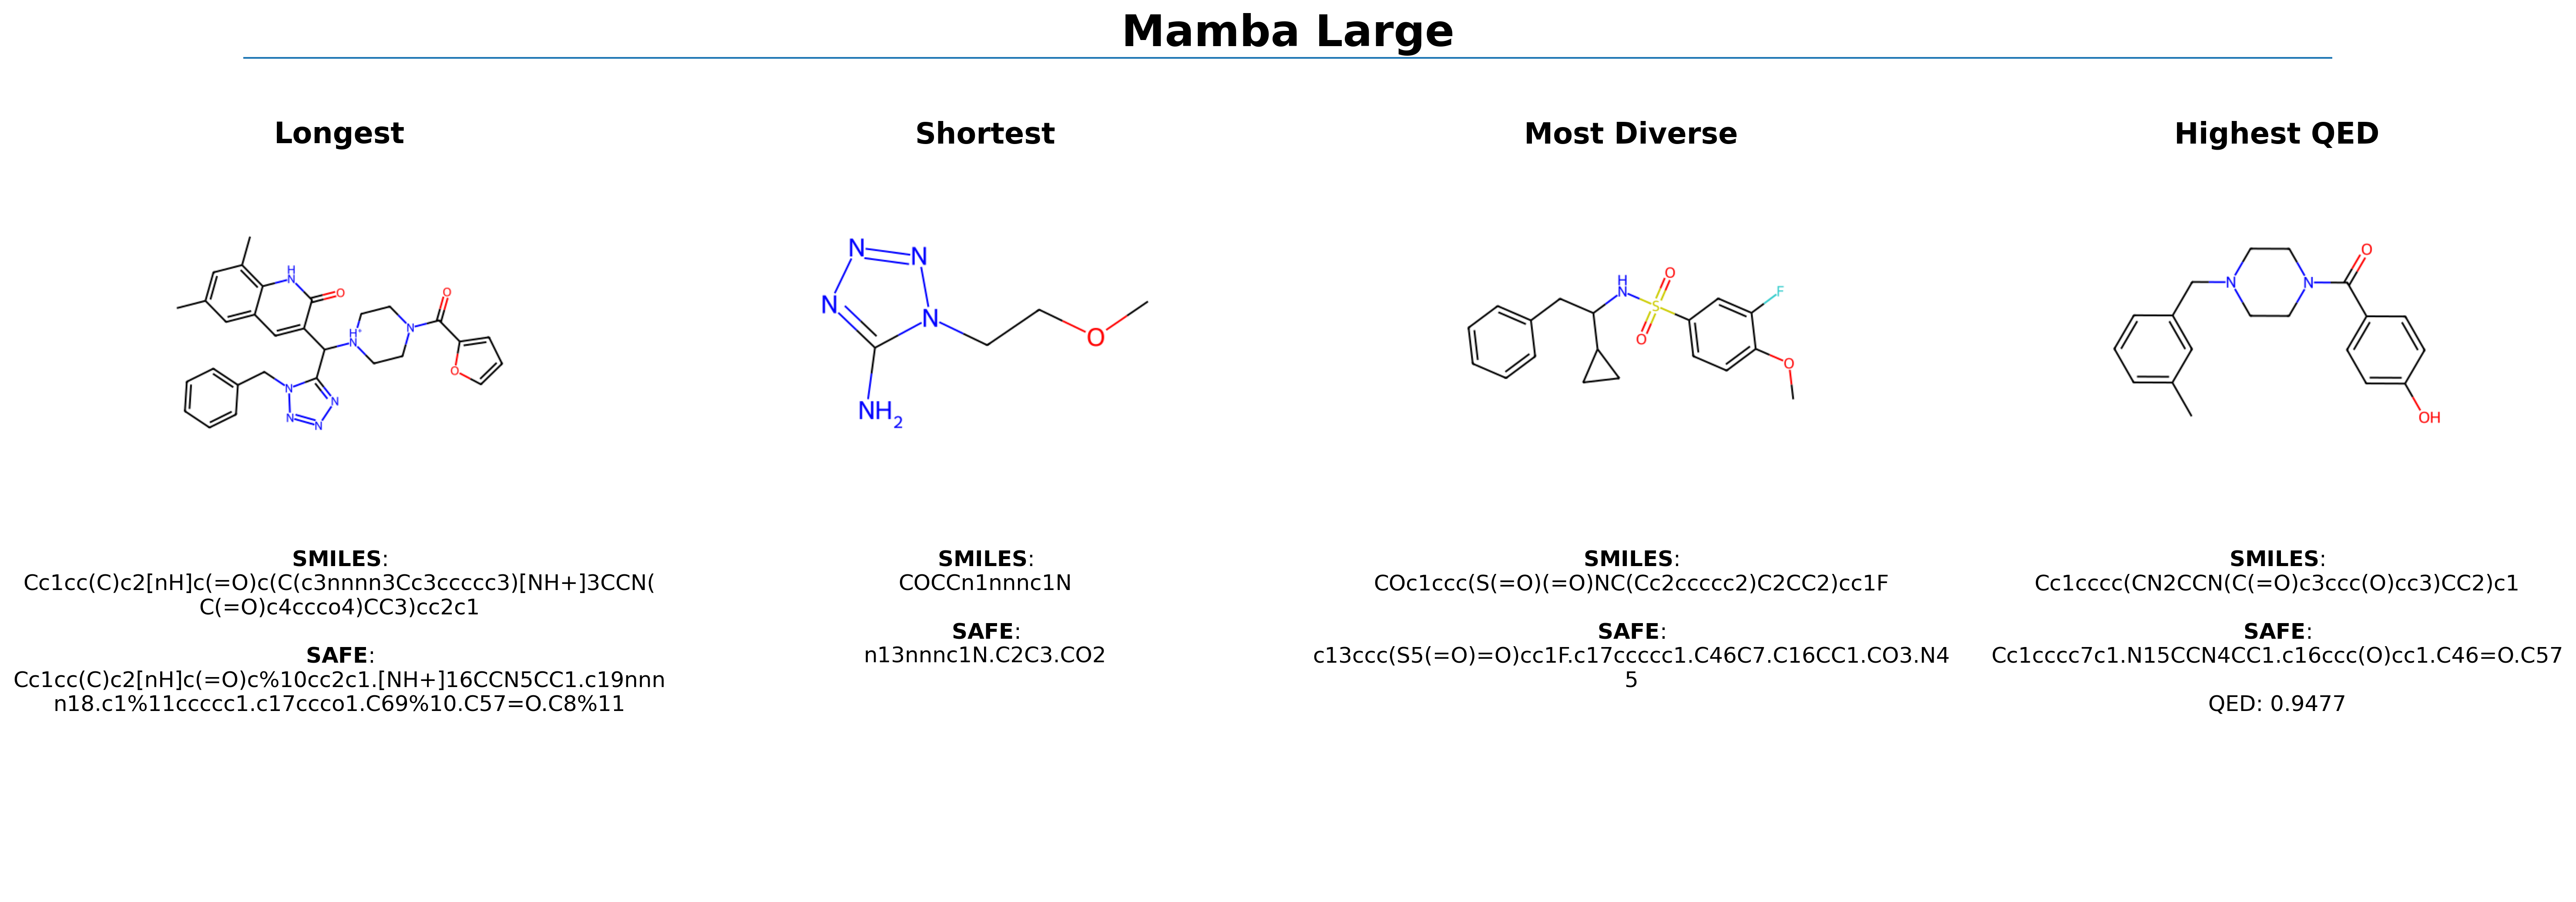 Mamba Large
Longest
Shortest
Most Diverse
Highest QED
H
N
O
H+
N
N
O
O
N
N
N
N
N
N
N
N
NH2
O
H
N
O
S
O
F
O
N
N
O
OH
SMILES:
Cc1cc(C)c2[nH]c(=O)c(C(c3nnnn3Cc3ccccc3)[NH+]3CCN(
C(=O)c4ccco4)CC3)cc2c1
SAFE:
Cc1cc(C)c2[nH]c(=O)c%10cc2c1.[NH+]16CCN5CC1.c19nnn
n18.c1%11ccccc1.c17ccco1.C69%10.C57=O.C8%11
SMILES:
COCCn1nnnc1N
SAFE:
n13nnnc1N.C2C3.CO2
SMILES:
COc1ccc(S(=O)(=O)NC(Cc2ccccc2)C2CC2)cc1F
SAFE:
c13ccc(S5(=O)=O)cc1F.c17ccccc1.C46C7.C16CC1.CO3.N4
5
SMILES:
Cc1cccc(CN2CCN(C(=O)c3ccc(O)cc3)CC2)c1
SAFE:
Cc1cccc7c1.N15CCN4CC1.c16ccc(O)cc1.C46=O.C57
QED: 0.9477